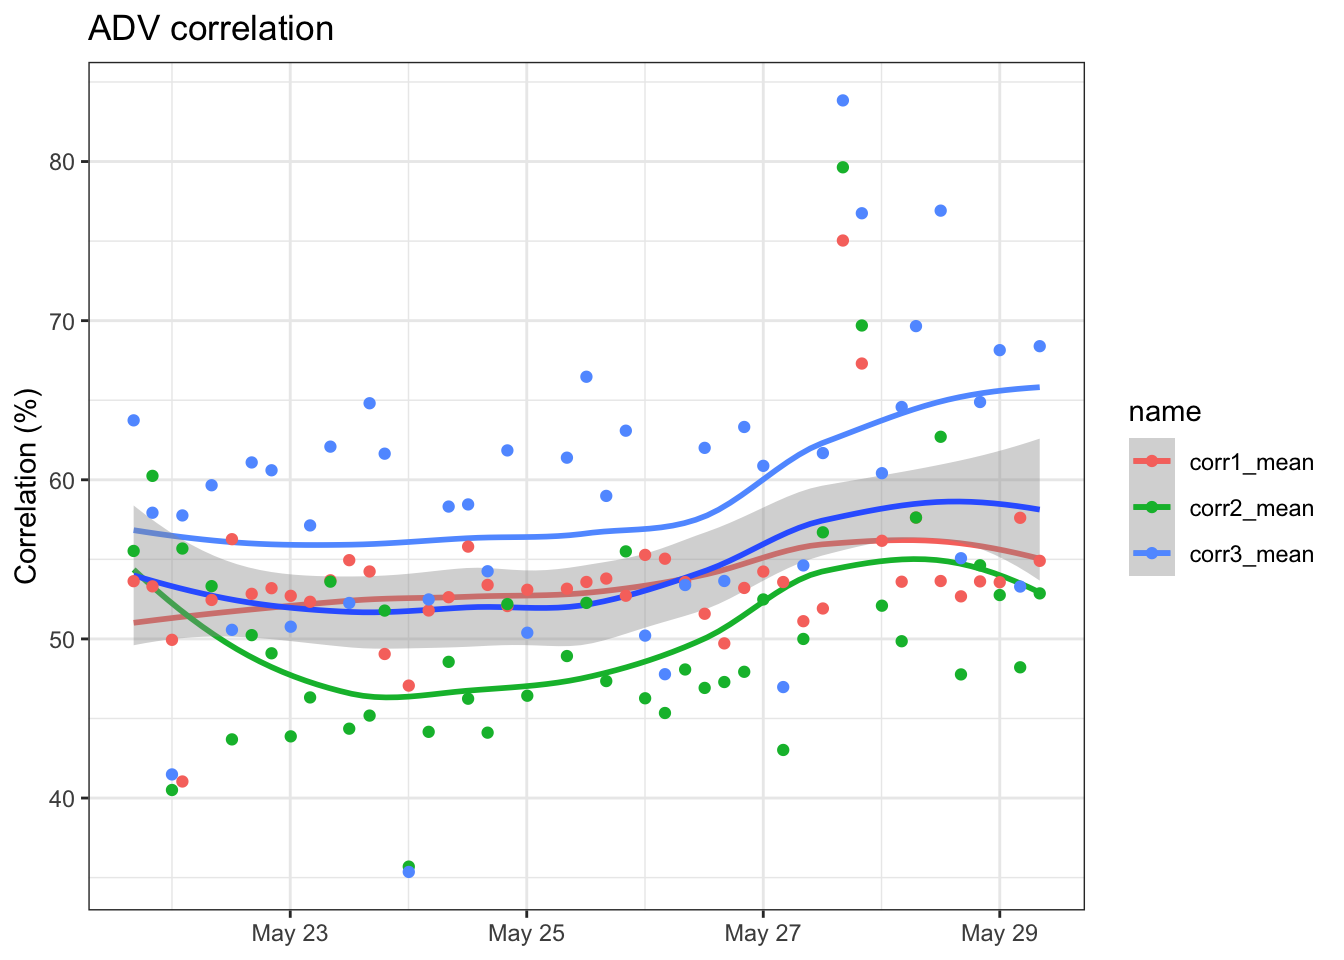 ADV correlation
Correlation (%)
80
70
60
50
40
May 23
May 25
May 27
May 29
name
corr1_mean
corr2_mean
corr3_mean